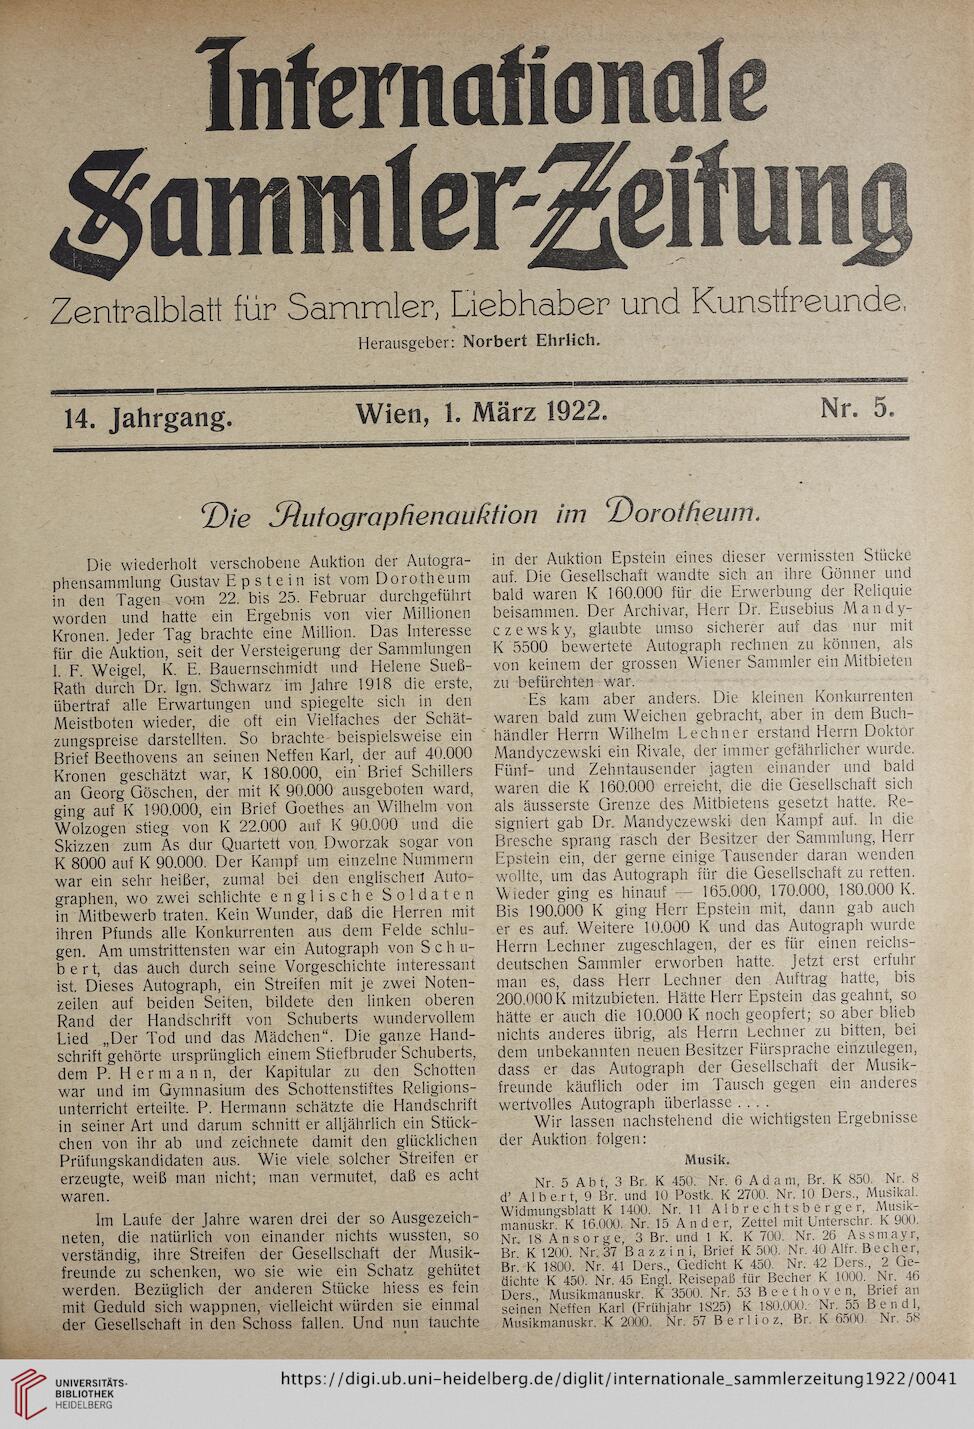 Internationale
Sammler-Zeitung
Zentralblatt für Sammler, Liebhaber und Kunstfreunde.
Herausgeber: Norbert Ehrlich.
14. Jahrgang. Wien, 1. März 1922. Nr. 5.
Die Autographenauktion im Dorotheum.
Die wiederholt verschobene Auktion der Autogra-
phensammlung Gustav Epstein ist vom Dorotheum
in den Tagen vom 22. bis 25. Februar durchgeführt
worden und hatte ein Ergebnis von vier Millionen
Kronen. Jeder Tag brachte eine Million. Das Interesse
für die Auktion, seit der Versteigerung der Sammlungen
I. F. Weigel, K. E. Bauernschmidt und Helene Sueß-
Rath durch Dr. Ign. Schwarz im Jahre 1918 die erste,
übertraf alle Erwartungen und spiegelte sich in den
Meistboten wieder, die oft ein Vielfaches der Schät-
zungspreise darstellten. So brachte beispielsweise ein
Brief Beethovens an seinen Neffen Karl, der auf 40.000
Kronen geschätzt war, K 180.000, ein Brief Schillers
an Georg Göschen, der mit K 90.000 ausgeboten ward,
ging auf K 190.000, ein Brief Goethes an Wilhelm von
Wolzogen stieg von K 22.000 auf K 90.000 und die
Skizzen zum As dur Quartett von Dworzak sogar von
K 8000 auf K 90.000. Der Kampf um einzelne Nummern
war ein sehr heißer, zumal bei den englischen Auto-
graphen, wo zwei schlichte englische Soldaten
in Mitbewerb traten. Kein Wunder, daß die Herren mit
ihren Pfunds alle Konkurrenten aus dem Felde schlu-
gen. Am umstrittensten war ein Autograph von Schu-
bert, das auch durch seine Vorgeschichte interessant
ist. Dieses Autograph, ein Streifen mit je zwei Noten-
zeilen auf beiden Seiten, bildete den linken oberen
Rand der Handschrift von Schuberts wundervollem
Lied „Der Tod und das Mädchen“. Die ganze Hand-
schrift gehörte ursprünglich einem Stiefbruder Schuberts,
dem P. Hermann, der Kapitular zu den Schotten
war und im Gymnasium des Schottenstiftes Religions-
unterricht erteilte. P. Hermann schätzte die Handschrift
in seiner Art und darum schnitt er alljährlich ein Stück-
chen von ihr ab und zeichnete damit den glücklichen
Prüfungskandidaten aus. Wie viele solcher Streifen er
erzeugte, weiß man nicht; man vermutet, daß es acht
waren.
Im Laufe der Jahre waren drei der so Ausgezeich-
neten, die natürlich von einander nichts wussten, so
verständig, ihre Streifen der Gesellschaft der Musik-
freunde zu schenken, wo sie wie ein Schatz gehütet
werden. Bezüglich der anderen Stücke hiess es fein
mit Geduld sich wappnen, vielleicht würden sie einmal
der Gesellschaft in den Schoss fallen. Und nun tauchte
in der Auktion Epstein eines dieser vermissten Stücke
auf. Die Gesellschaft wandte sich an ihre Gönner und
bald waren K 160.000 für die Erwerbung der Reliquie
beisammen. Der Archivar, Herr Dr. Eusebius Mandy-
czewsky, glaubte umso sicherer auf das nur mit
K 5500 bewertete Autograph rechnen zu können, als
von keinem der grossen Wiener Sammler ein Mitbieten
zu befürchten war.
Es kam aber anders. Die kleinen Konkurrenten
waren bald zum Weichen gebracht, aber in dem Buch-
händler Herrn Wilhelm Lechner erstand Herrn Doktor
Mandyczewski ein Rivale, der immer gefährlicher wurde.
Fünf- und Zehntausender jagten einander und bald
waren die K 160.000 erreicht, die die Gesellschaft sich
als äusserste Grenze des Mitbietens gesetzt hatte. Re-
signiert gab Dr. Mandyczewski den Kampf auf. In die
Bresche sprang rasch der Besitzer der Sammlung, Herr
Epstein ein, der gerne einige Tausender daran wenden
wollte, um das Autograph für die Gesellschaft zu retten.
Wieder ging es hinauf — 165.000, 170.000, 180.000 K.
Bis 190.000 K ging Herr Epstein mit, dann gab auch
er es auf. Weitere 10.000 K und das Autograph wurde
Herrn Lechner zugeschlagen, der es für einen reichs-
deutschen Sammler erworben hatte. Jetzt erst erfuhr
man es, dass Herr Lechner den Auftrag hatte, bis
200.000 K mitzubieten. Hätte Herr Epstein das geahnt, so
hätte er auch die 10.000 K noch geopfert; so aber blieb
nichts anderes übrig, als Herrn Lechner zu bitten, bei
dem unbekannten neuen Besitzer Fürsprache einzulegen,
dass er das Autograph der Gesellschaft der Musik-
freunde käuflich oder im Tausch gegen ein anderes
wertvolles Autograph überlasse . . . .
Wir lassen nachstehend die wichtigsten Ergebnisse
der Auktion folgen:
Musik.
Nr. 5 Abt, 3 Br. K 450. Nr. 6 Adam, Br. K 850. Nr. 8
d' Albert, 9 Br. und 10 Postk. K 2700. Nr. 10 Ders., Musikal.
Widmungsblatt K 1400. Nr. 11 Albrechtsberger, Musik-
manuskr. K 16.000. Nr. 15 Ander, Zettel mit Unterschr. K 900.
Nr. 18 Ansorge, 3 Br. und 1 K. K 700. Nr. 26 Assmayr,
Br. K 1200. Nr. 37 Bazzini, Brief K 500. Nr. 40 Alfr. Becher,
Br. K 1800. Nr. 41 Ders., Gedicht K 450. Nr. 42 Ders., 2 Ge-
dichte K 450. Nr. 45 Engl. Reisepaß für Becher K 1000. Nr. 46
Ders., Musikmanuskr. K 3500. Nr. 53 Beethoven, Brief an
seinen Neffen Karl (Frühjahr 1825) K 180.000. Nr. 55 Bendl,
Musikmanuskr. K 2000. Nr. 57 Berlioz, Br. K 6500. Nr. 58
UNIVERSITÄTS-
BIBLIOTHEK
HEIDELBERG
https://digi.ub.uni-heidelberg.de/diglit/internationale_sammlerzeitung1922/0041